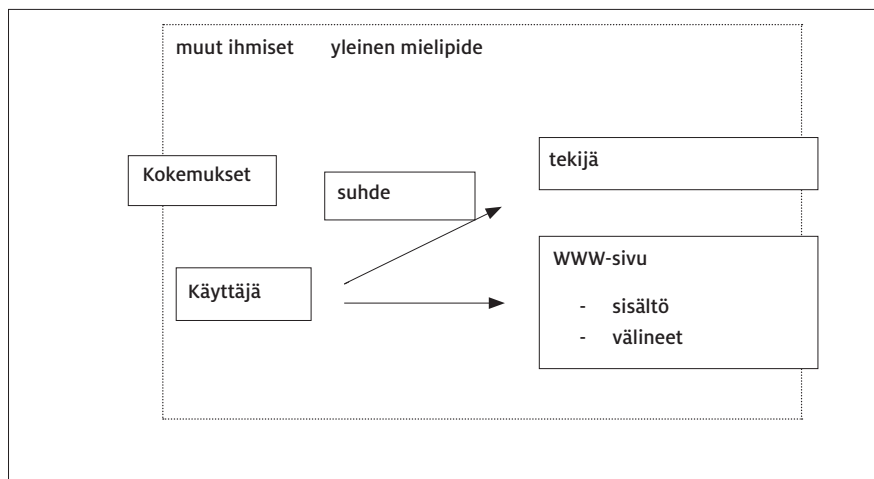 muut ihmiset yleinen mielipide
Kokemukset
suhde
tekijä
Käyttäjä
WWW-sivu
- sisältö
- välineet